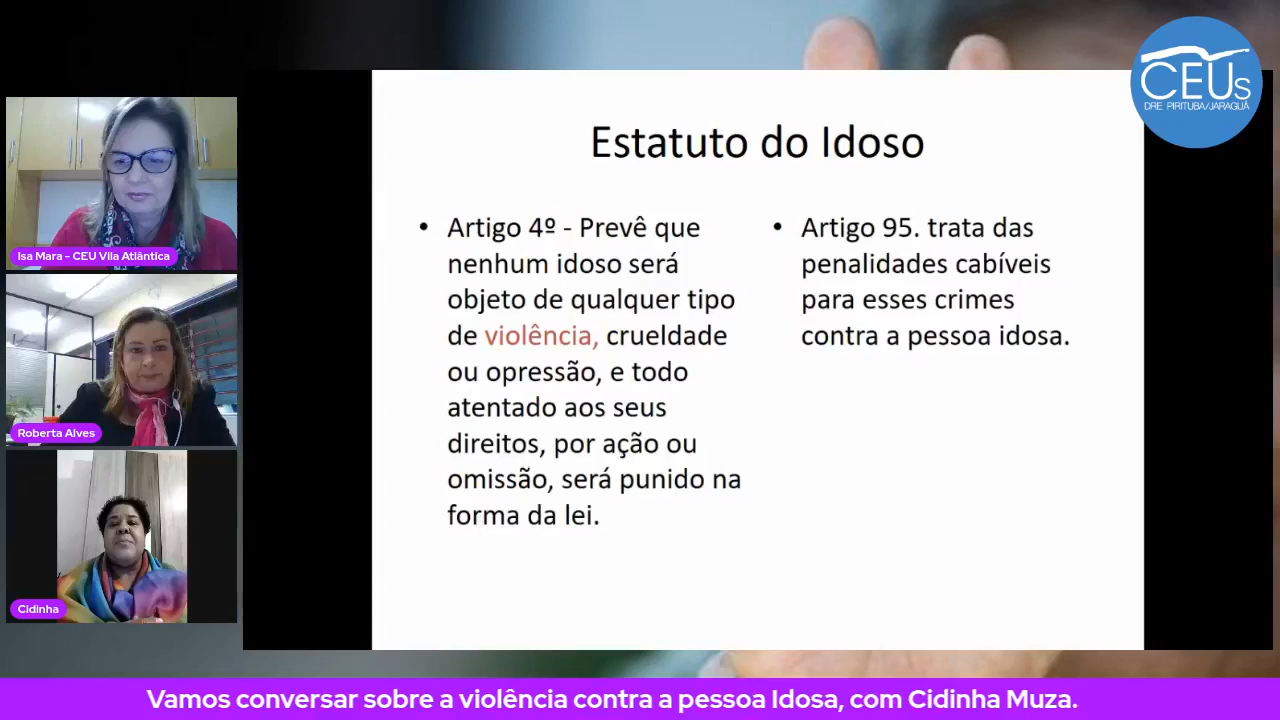 CEUs
DRE PIRITUBA/JARAGUÁ
Estatuto do Idoso
• Artigo 4º - Prevê que
nenhum idoso será
objeto de qualquer tipo
de violência, crueldade
ou opressão, e todo
atentado aos seus
direitos, por ação ou
omissão, será punido na
forma da lei.
• Artigo 95. trata das
penalidades cabíveis
para esses crimes
contra a pessoa idosa.
Isa Mara - CEU Vila Atlântica
Roberta Alves
Cidinha
Vamos conversar sobre a violência contra a pessoa Idosa, com Cidinha Muza.